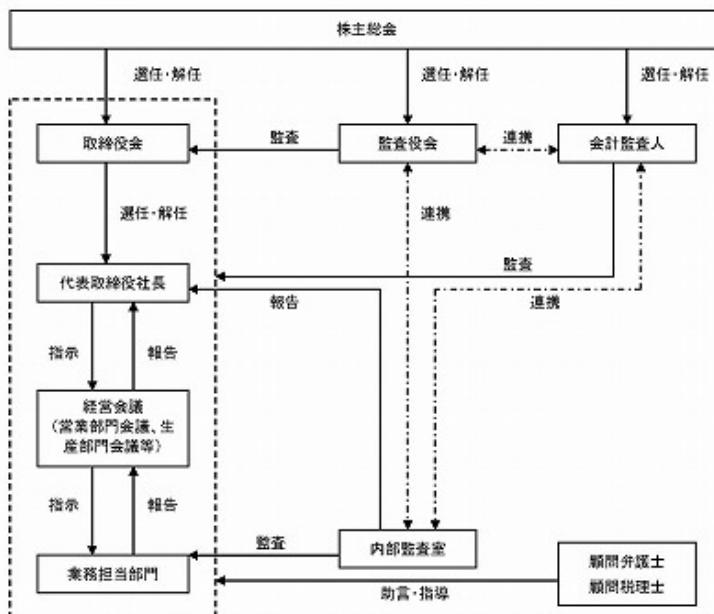 株主総会
選任・解任
選任・解任
選任・解任
取締役会
監査
監査役会
連携
会計監査人
選任・解任
連携
監査
代表取締役社長
報告
連携
指示
報告
経営会議
（営業部門会議、生
産部門会議等）
指示
報告
監査
内部監査室
業務担当部門
助言・指導
顧問弁護士
顧問税理士